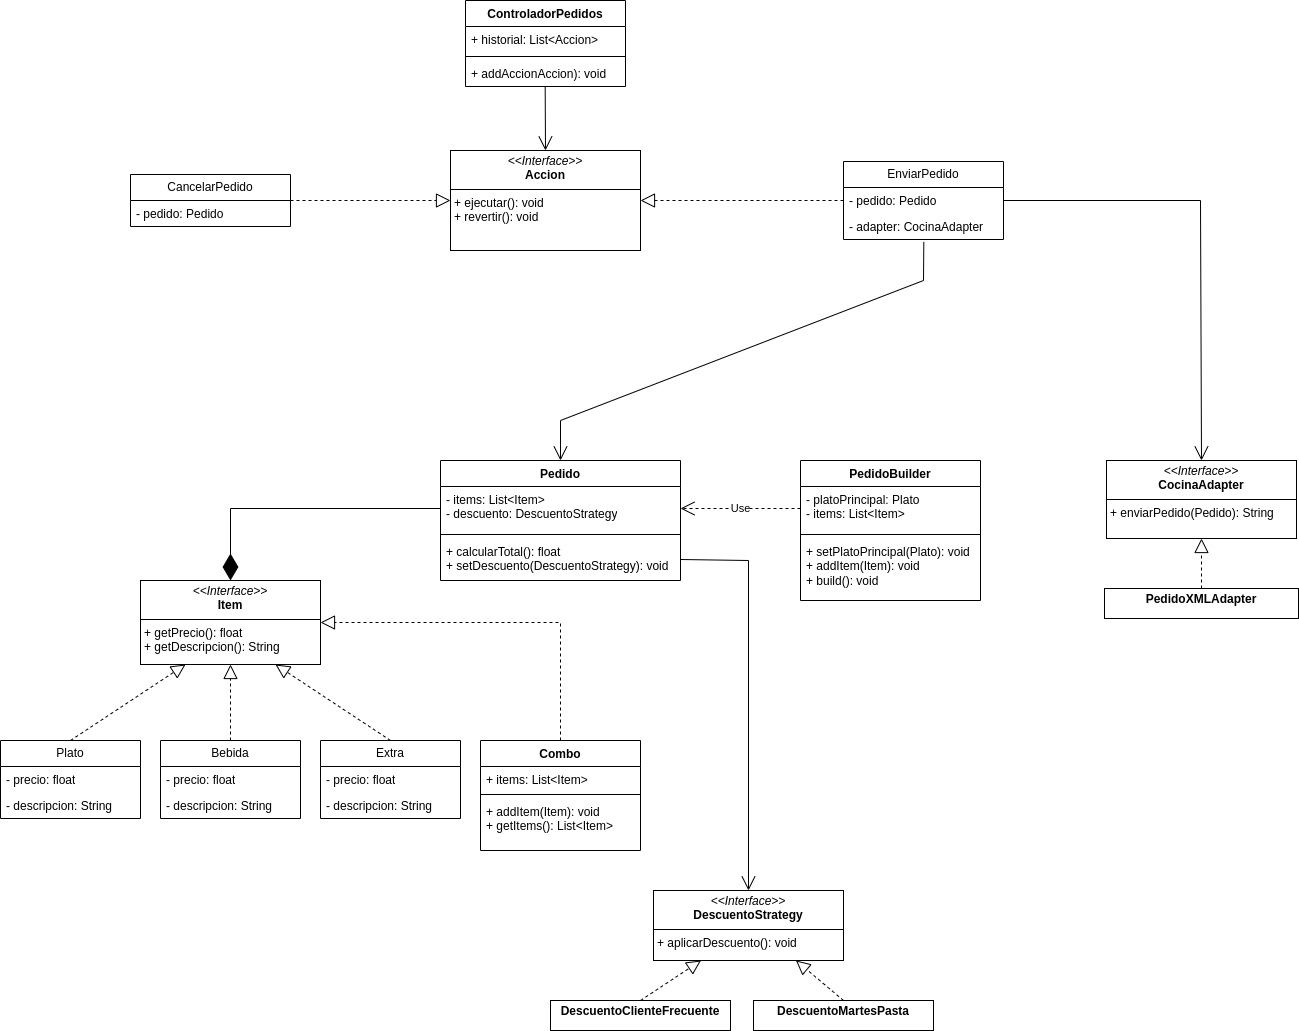 ControladorPedidos
+ historial: List<Accion>
+ addAccionAccion): void
<<Interface>>
Accion
+ ejecutar(): void
+ revertir(): void
CancelarPedido
- pedido: Pedido
EnviarPedido
- pedido: Pedido
- adapter: CocinaAdapter
Pedido
- items: List<Item>
- descuento: DescuentoStrategy
+ calcularTotal(): float
+ setDescuento(DescuentoStrategy): void
Use
PedidoBuilder
- platoPrincipal: Plato
- items: List<Item>
+ setPlatoPrincipal(Plato): void
+ addItem(Item): void
+ build(): void
<<Interface>>
CocinaAdapter
+ enviarPedido(Pedido): String
PedidoXMLAdapter
<<Interface>>
Item
+ getPrecio(): float
+ getDescripcion(): String
Plato
- precio: float
- descripcion: String
Bebida
- precio: float
- descripcion: String
Extra
- precio: float
- descripcion: String
Combo
+ items: List<Item>
+ addItem(Item): void
+ getItems(): List<Item>
<<Interface>>
DescuentoStrategy
+ aplicarDescuento(): void
DescuentoClienteFrecuente
DescuentoMartesPasta